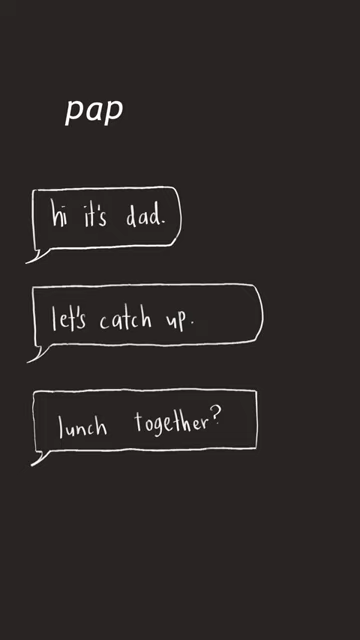 pap
hi it's dad.
let's catch up.
lunch together?